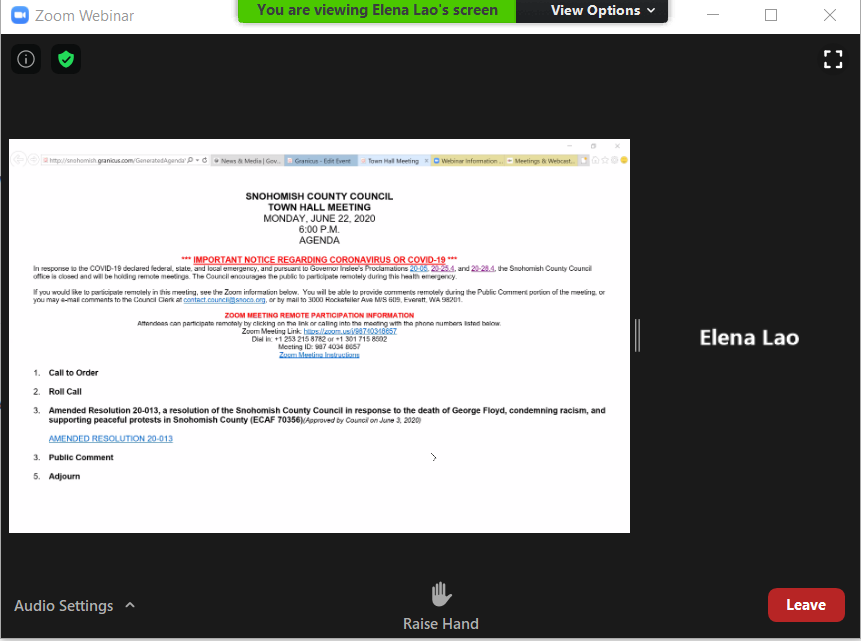 Zoom Webinar
You are viewing Elena Lao's screen
View Options
http://snohomish.granicus.com/GeneratedAgenda
News & Media | Gov...
Granicus - Edit Event
Town Hall Meeting
Webinar Information ...
Meetings & Webcast...
SNOHOMISH COUNTY COUNCIL
TOWN HALL MEETING
MONDAY, JUNE 22, 2020
6:00 P.M.
AGENDA
*** IMPORTANT NOTICE REGARDING CORONAVIRUS OR COVID-19 ***
In response to the COVID-19 declared federal, state, and local emergency, and pursuant to Governor Inslee's Proclamations 20-05, 20-25.4, and 20-28.4, the Snohomish County Council
office is closed and will be holding remote meetings. The Council encourages the public to participate remotely during this health emergency.
If you would like to participate remotely in this meeting, see the Zoom information below. You will be able to provide comments remotely during the Public Comment portion of the meeting, or
you may e-mail comments to the Council Clerk at contact.council@snoco.org, or by mail to 3000 Rockefeller Ave M/S 609, Everett, WA 98201.
ZOOM MEETING REMOTE PARTICIPATION INFORMATION
Attendees can participate remotely by clicking on the link or calling into the meeting with the phone numbers listed below.
Zoom Meeting Link: https://zoom.us/j/98740348657
Dial in: +1 253 215 8782 or +1 301 715 8592
Meeting ID: 987 4034 8657
Zoom Meeting Instructions
1. Call to Order
2. Roll Call
3. Amended Resolution 20-013, a resolution of the Snohomish County Council in response to the death of George Floyd, condemning racism, and
supporting peaceful protests in Snohomish County (ECAF 70356)(Approved by Council on June 3, 2020)
AMENDED RESOLUTION 20-013
3. Public Comment
5. Adjourn
Elena Lao
Audio Settings
Raise Hand
Leave